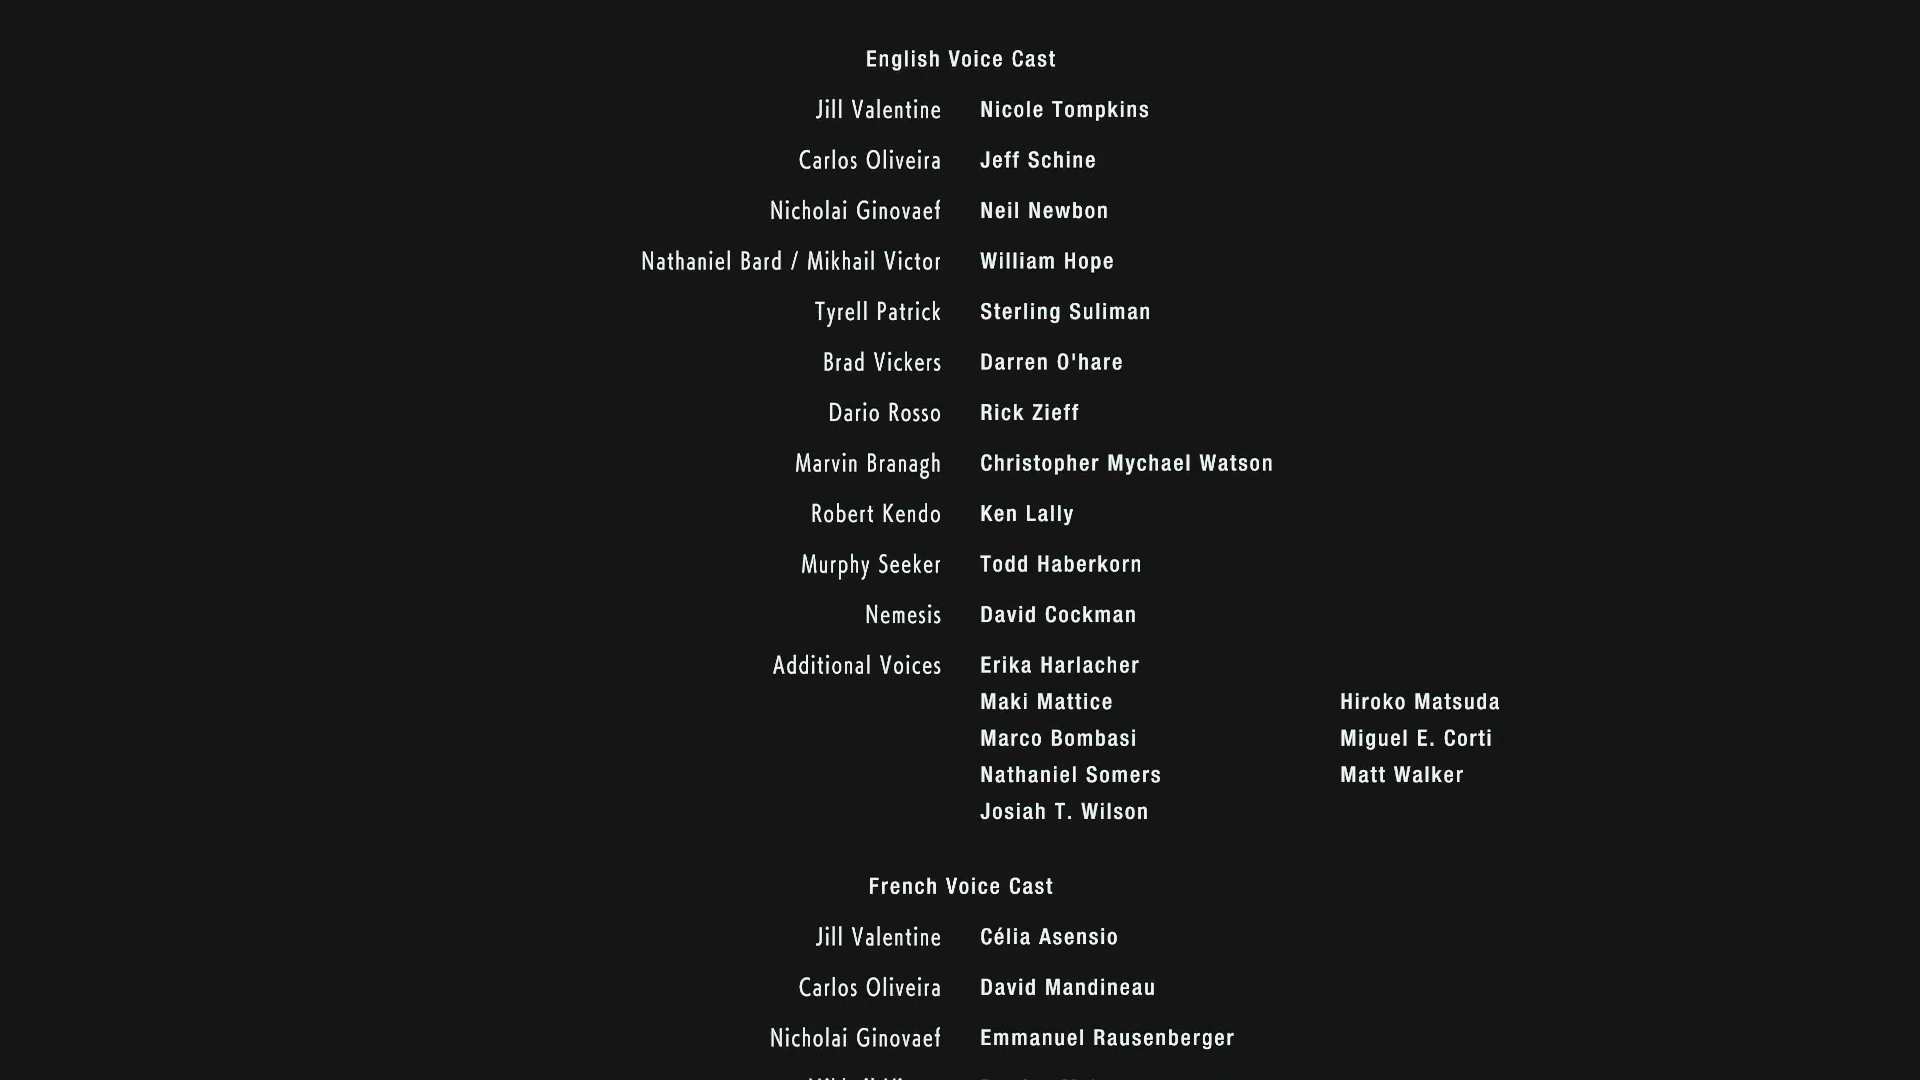 English Voice Cast
Jill Valentine Nicole Tompkins
Carlos Oliveira Jeff Schine
Nicholai Ginovaef Neil Newbon
Nathaniel Bard / Mikhail Victor William Hope
Tyrell Patrick Sterling Suliman
Brad Vickers Darren O'hare
Dario Rosso Rick Zieff
Marvin Branagh Christopher Mychael Watson
Robert Kendo Ken Lally
Murphy Seeker Todd Haberkorn
Nemesis David Cockman
Additional Voices Erika Harlacher
Maki Mattice Hiroko Matsuda
Marco Bombasi Miguel E. Corti
Nathaniel Somers Matt Walker
Josiah T. Wilson
French Voice Cast
Jill Valentine Célia Asensio
Carlos Oliveira David Mandineau
Nicholai Ginovaef Emmanuel Rausenberger